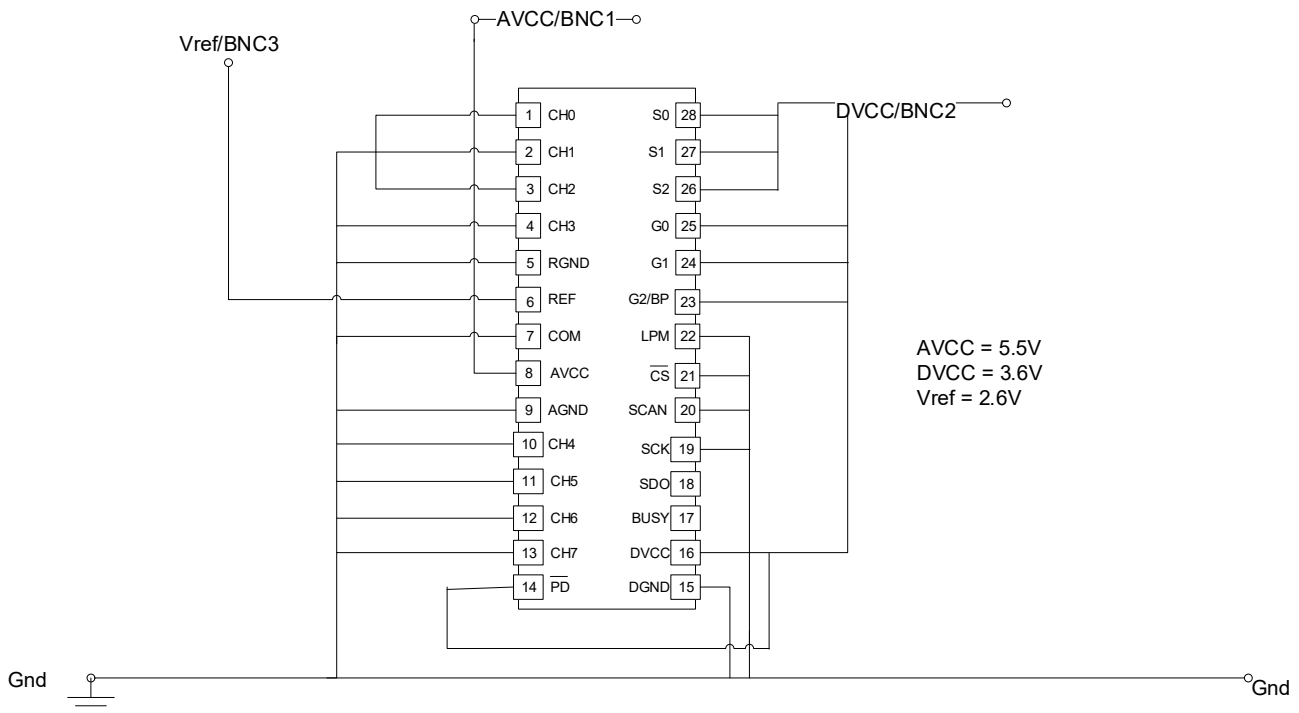 AVCC/BNC1
Vref/BNC3
DVCC/BNC2
1 CH0 S0 28
2 CH1 S1 27
3 CH2 S2 26
4 CH3 G0 25
5 RGND G1 24
6 REF G2/BP 23
7 COM LPM 22
8 AVCC CS 21
9 AGND SCAN 20
10 CH4 SCK 19
11 CH5 SDO 18
12 CH6 BUSY 17
13 CH7 DVCC 16
14 PD DGND 15
AVCC = 5.5V
DVCC = 3.6V
Vref = 2.6V
Gnd
Gnd